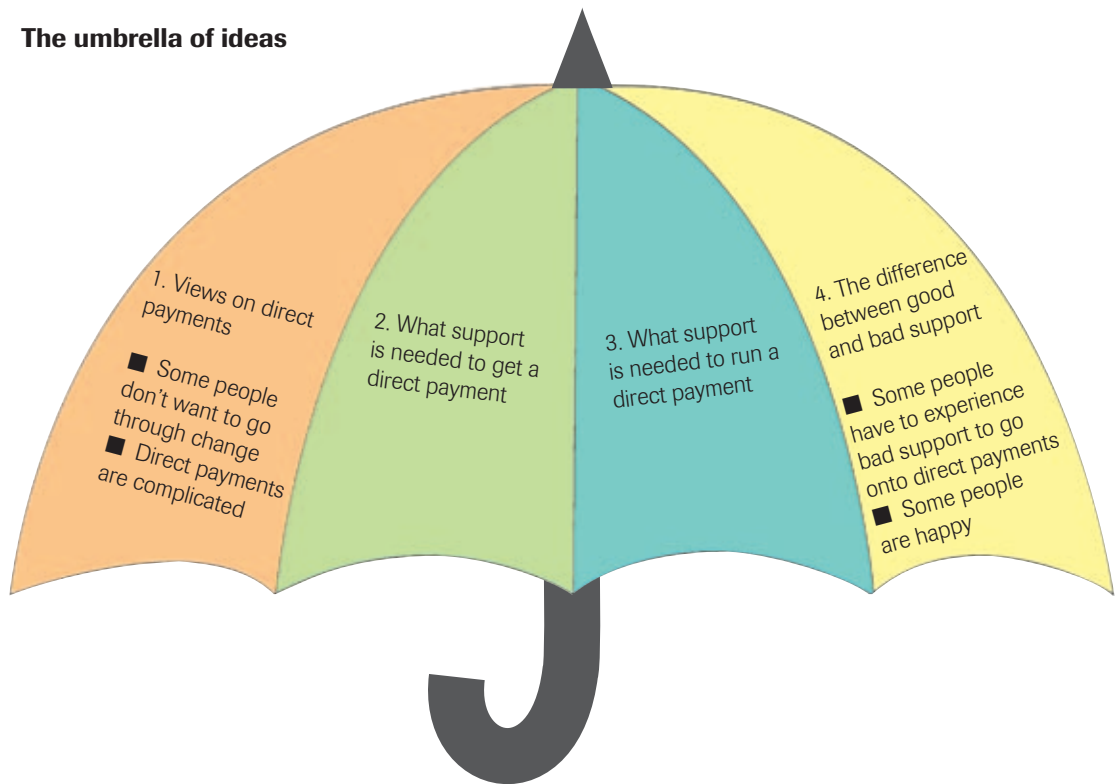 The umbrella of ideas
1. Views on direct
payments
■ Some people
don't want to go
through change
■ Direct payments
are complicated
2. What support
is needed to get a
direct payment
3. What support
is needed to run a
direct payment
4. The difference
between good
and bad support
■ Some people
have to experience
bad support to go
onto direct payments
■ Some people
are happy